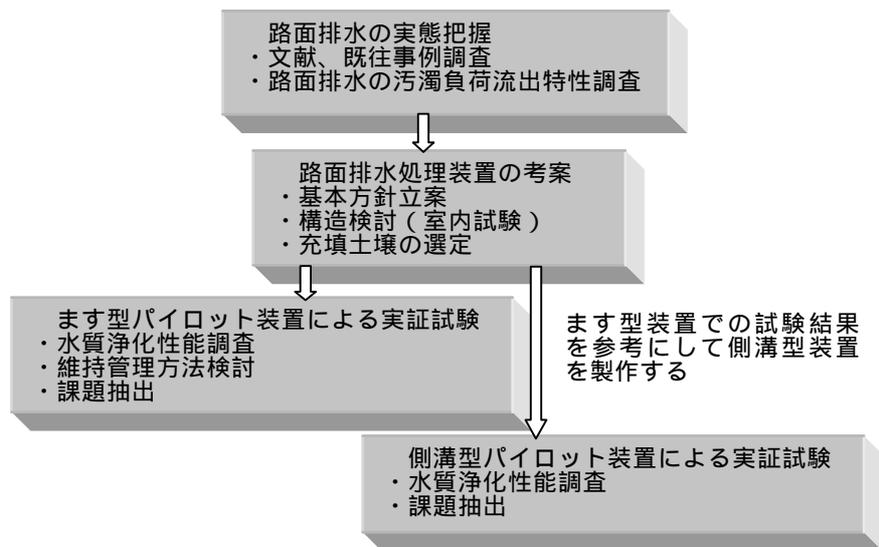 路面排水の実態把握
・文献、既往事例調査
・路面排水の汚濁負荷流出特性調査
路面排水処理装置の考案
・基本方針立案
・構造検討（室内試験）
・充填土壌の選定
ます型パイロット装置による実証試験
・水質浄化性能調査
・維持管理方法検討
・課題抽出
ます型装置での試験結果
を参考にして側溝型装置
を製作する
側溝型パイロット装置による実証試験
・水質浄化性能調査
・課題抽出